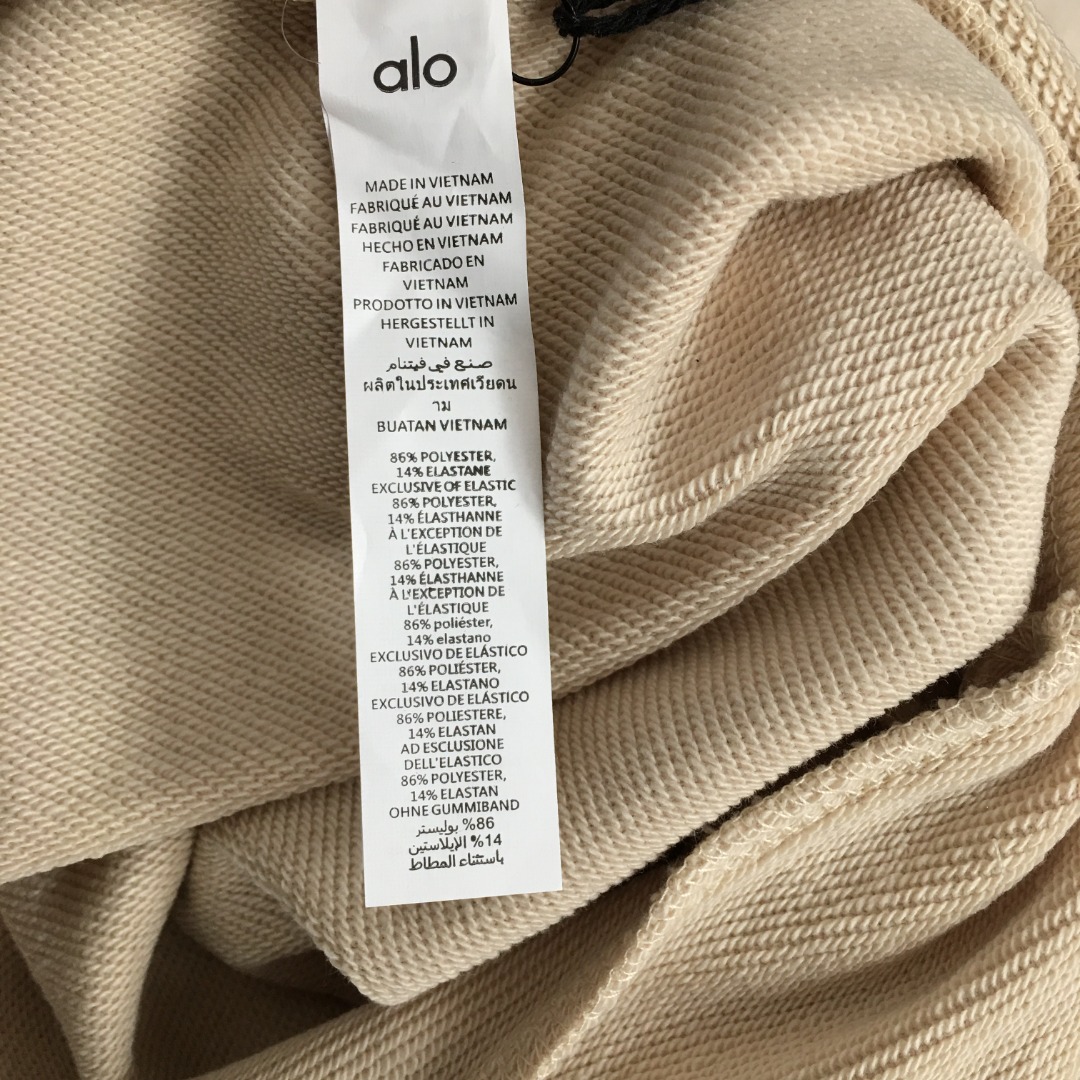 alo
MADE IN VIETNAM
FABRIQUÉ AU VIETNAM
FABRIQUÉ AU VIETNAM
HECHO EN VIETNAM
FABRICADO EN
VIETNAM
PRODOTTO IN VIETNAM
HERGESTELLT IN
VIETNAM
صنع في فيتنام
ผลิตในประเทศเวียดน
าม
BUATAN VIETNAM
86% POLYESTER,
14% ELASTANE
EXCLUSIVE OF ELASTIC
86% POLYESTER,
14% ÉLASTHANNE
À L'EXCEPTION DE
L'ÉLASTIQUE
86% POLYESTER,
14% ÉLASTHANNE
À L'EXCEPTION DE
L'ÉLASTIQUE
86% poliéster,
14% elastano
EXCLUSIVO DE ELÁSTICO
86% POLIÉSTER,
14% ELASTANO
EXCLUSIVO DE ELÁSTICO
86% POLIESTERE,
14% ELASTAN
AD ESCLUSIONE
DELL'ELASTICO
86% POLYESTER,
14% ELASTAN
OHNE GUMMIBAND
86% بوليستر
14% الإيلاستين
باستثناء المطاط